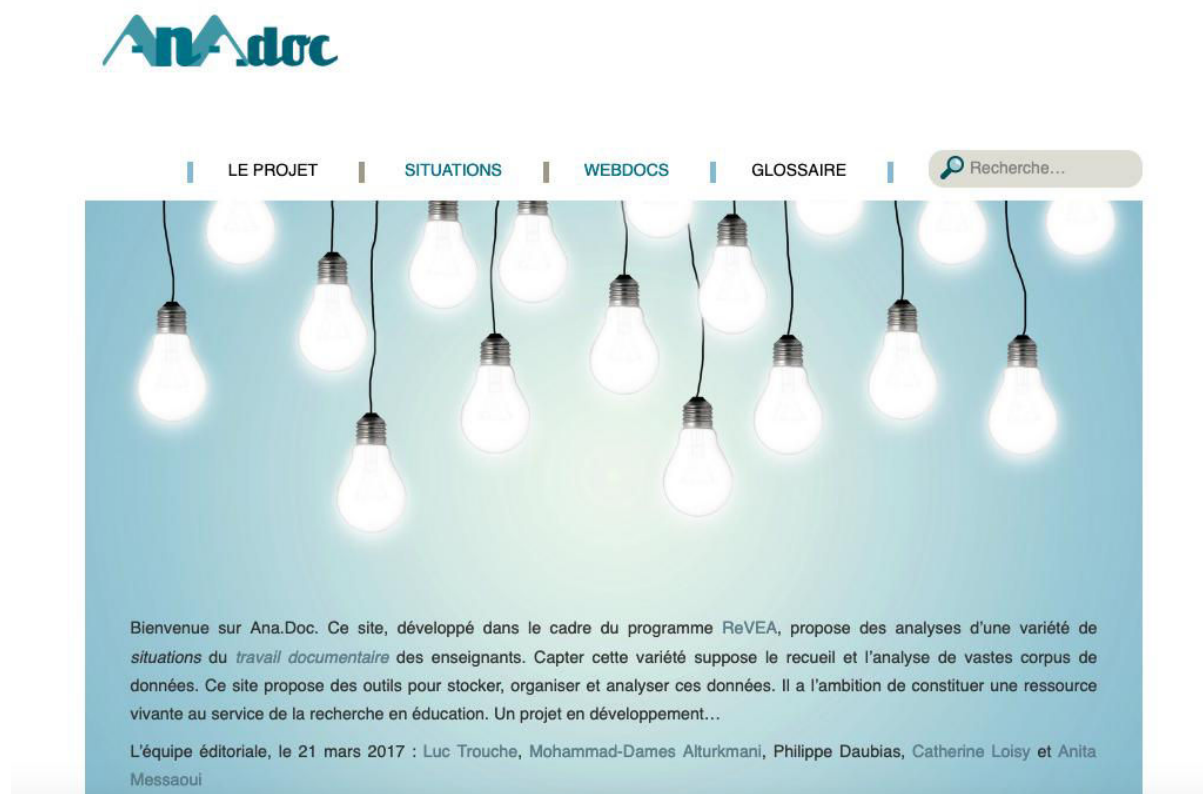 AnA.doc
LE PROJET SITUATIONS WEBDOCS GLOSSAIRE Recherche...
Bienvenue sur Ana.Doc. Ce site, développé dans le cadre du programme ReVEA, propose des analyses d'une variété de
situations du travail documentaire des enseignants. Capter cette variété suppose le recueil et l'analyse de vastes corpus de
données. Ce site propose des outils pour stocker, organiser et analyser ces données. Il a l'ambition de constituer une ressource
vivante au service de la recherche en éducation. Un projet en développement…
L'équipe éditoriale, le 21 mars 2017 : Luc Trouche, Mohammad-Dames Alturkmani, Philippe Daubias, Catherine Loisy et Anita
Messaoui